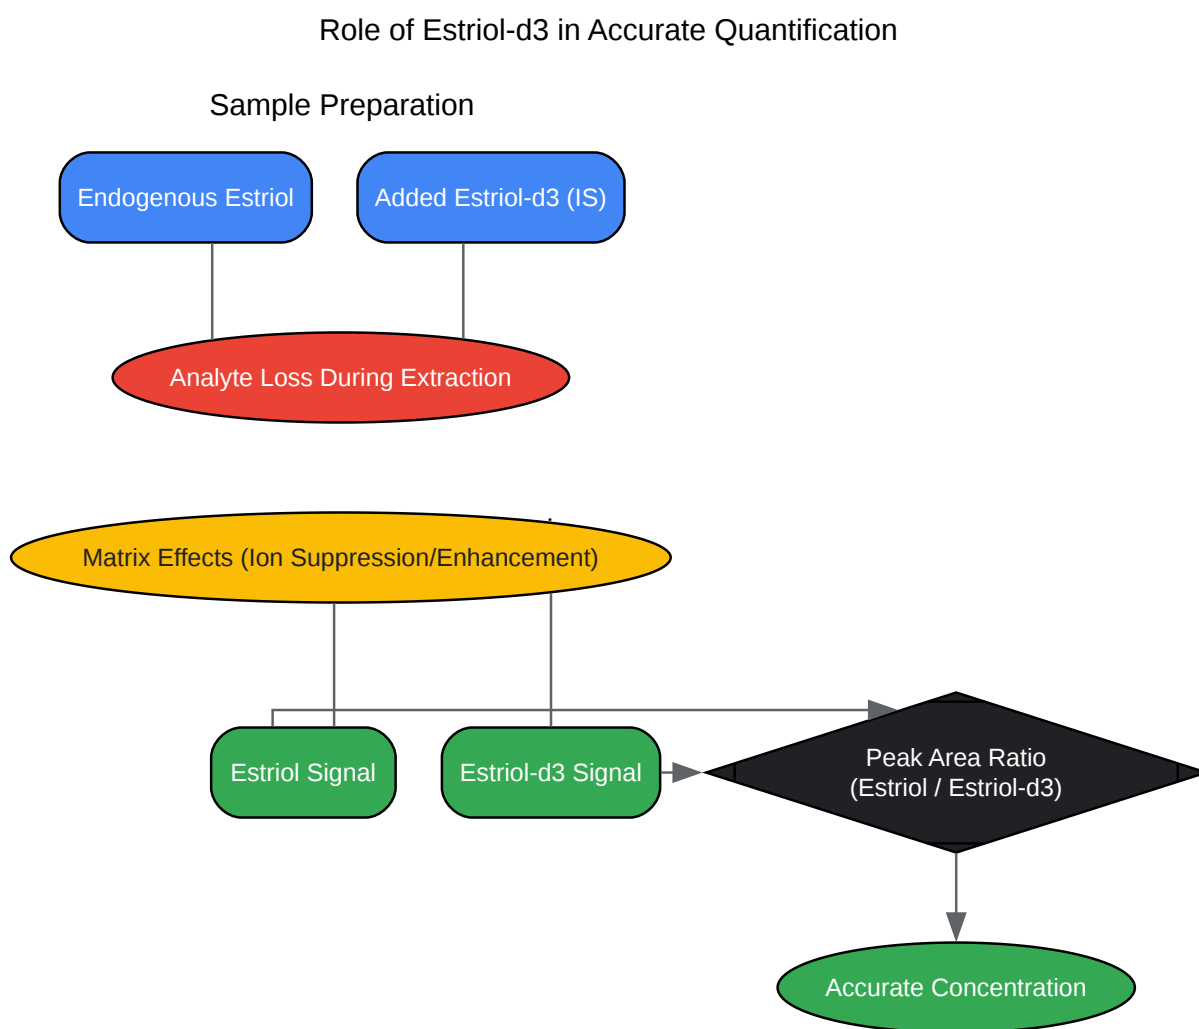 Role of Estriol-d3 in Accurate Quantification
Sample Preparation
Endogenous Estriol
Added Estriol-d3 (IS)
Analyte Loss During Extraction
Matrix Effects (Ion Suppression/Enhancement)
Estriol Signal
Estriol-d3 Signal
Peak Area Ratio
(Estriol / Estriol-d3)
Accurate Concentration